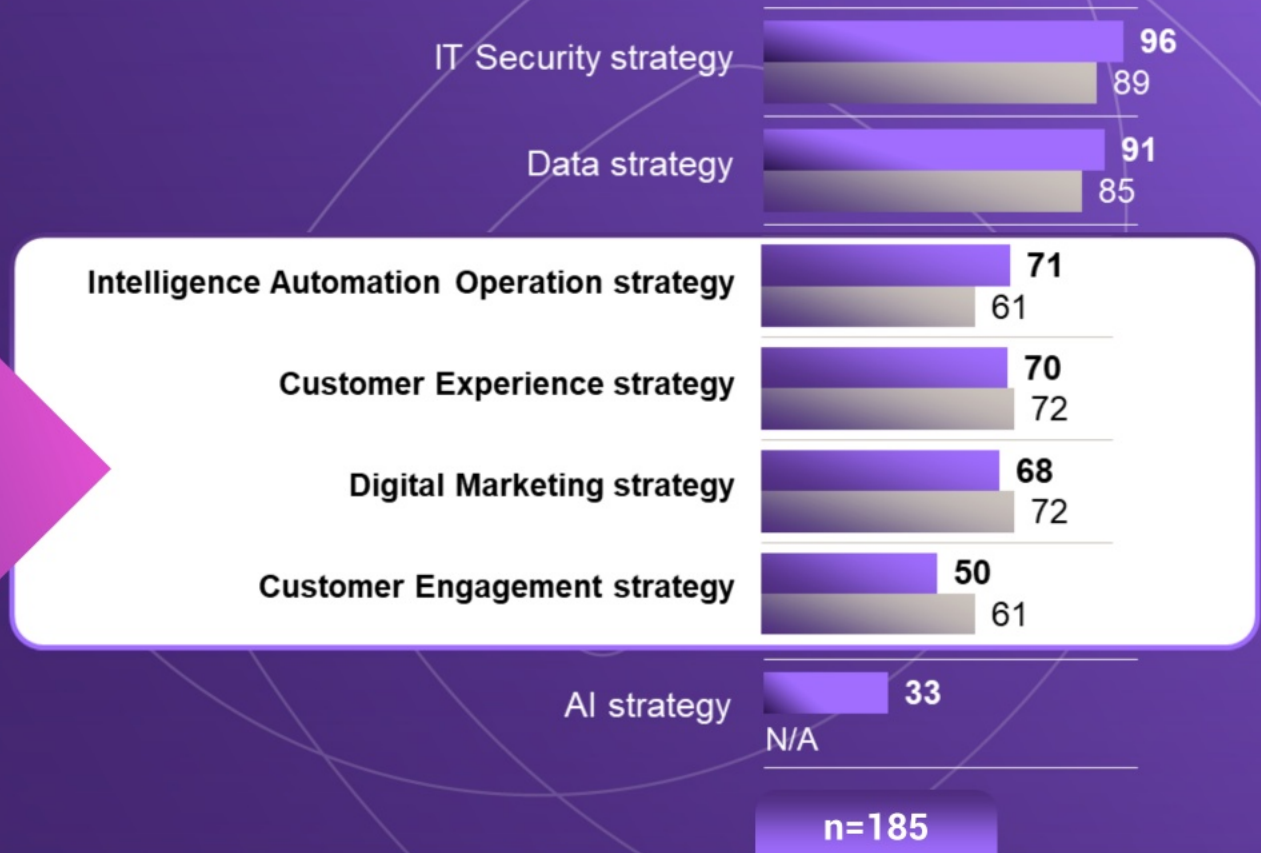 IT Security strategy
96
89
Data strategy
91
85
Intelligence Automation Operation strategy
71
61
Customer Experience strategy
70
72
Digital Marketing strategy
68
72
Customer Engagement strategy
50
61
AI strategy
33
N/A
n=185